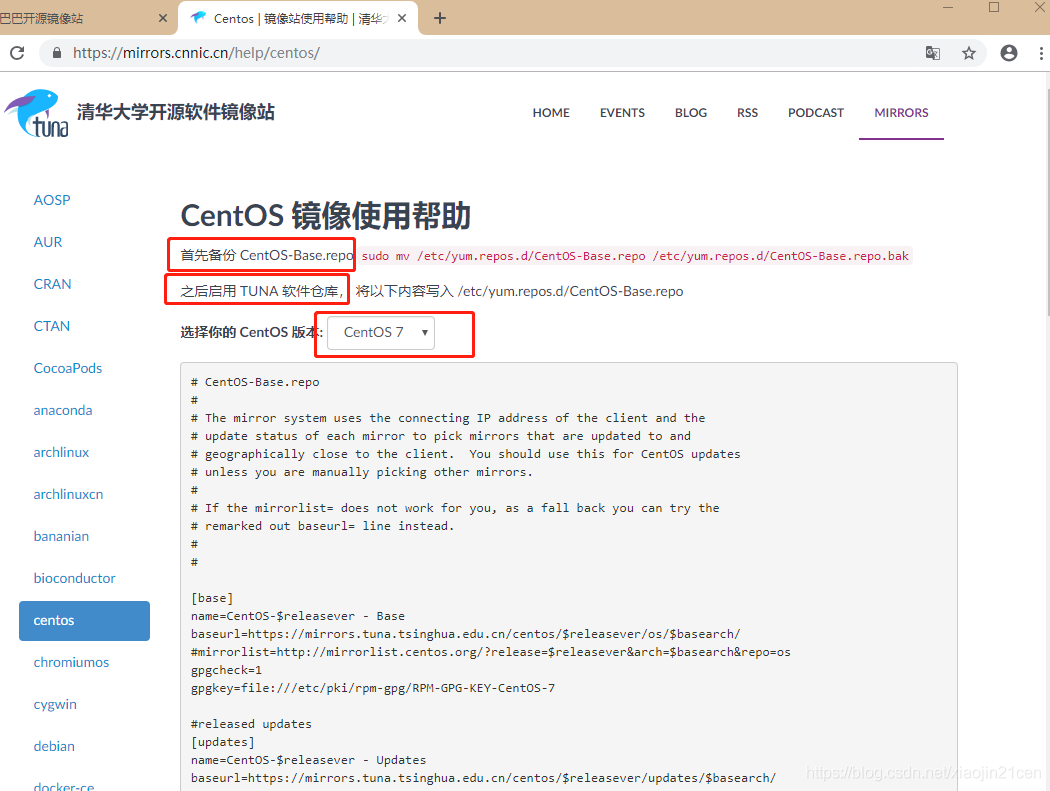 巴巴开源镜像站
Centos | 镜像站使用帮助 | 清华
https://mirrors.cnnic.cn/help/centos/
tuna
清华大学开源软件镜像站
HOME EVENTS BLOG RSS PODCAST MIRRORS
AOSP
AUR
CRAN
CTAN
CocoaPods
anaconda
archlinux
archlinuxcn
bananian
bioconductor
centos
chromiumos
cygwin
debian
docker-ce
CentOS 镜像使用帮助
首先备份 CentOS-Base.repo sudo mv /etc/yum.repos.d/CentOS-Base.repo /etc/yum.repos.d/CentOS-Base.repo.bak
之后启用 TUNA 软件仓库， 将以下内容写入 /etc/yum.repos.d/CentOS-Base.repo
选择你的 CentOS 版本: CentOS 7
# CentOS-Base.repo
#
# The mirror system uses the connecting IP address of the client and the
# update status of each mirror to pick mirrors that are updated to and
# geographically close to the client.  You should use this for CentOS updates
# unless you are manually picking other mirrors.
#
# If the mirrorlist= does not work for you, as a fall back you can try the
# remarked out baseurl= line instead.
#
#
[base]
name=CentOS-$releasever - Base
baseurl=https://mirrors.tuna.tsinghua.edu.cn/centos/$releasever/os/$basearch/
#mirrorlist=http://mirrorlist.centos.org/?release=$releasever&arch=$basearch&repo=os
gpgcheck=1
gpgkey=file:///etc/pki/rpm-gpg/RPM-GPG-KEY-CentOS-7
#released updates
[updates]
name=CentOS-$releasever - Updates
baseurl=https://mirrors.tuna.tsinghua.edu.cn/centos/$releasever/updates/$basearch/
https://blog.csdn.net/xiaojin21cen